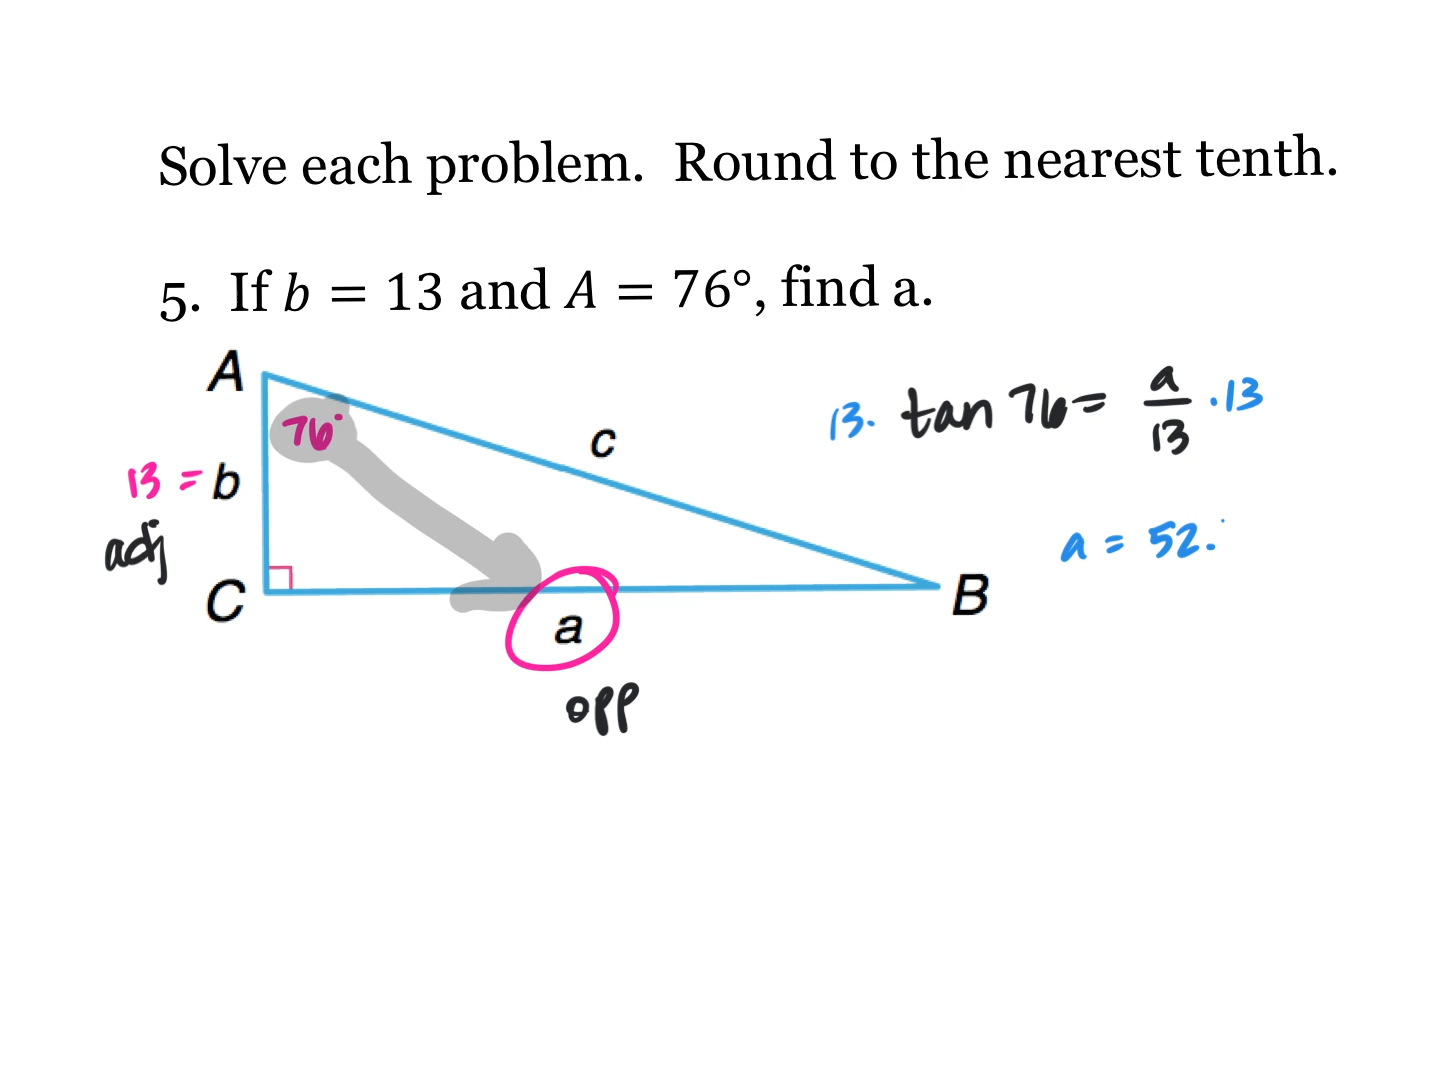 Solve each problem. Round to the nearest tenth.
5. If b = 13 and A = 76°, find a.
A
76°
13 = b
adj
c
C
B
a
opp
13 · tan 76 = a/13 · 13
a = 52.